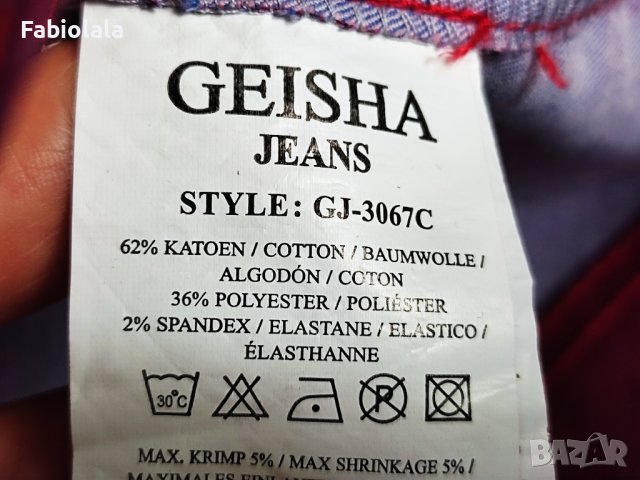 Fabiolala
GEISHA
JEANS
STYLE: GJ-3067C
62% KATOEN / COTTON / BAUMWOLLE /
ALGODÓN / COTON
36% POLYESTER / POLIÉSTER
2% SPANDEX / ELASTANE / ELASTICO /
ÉLASTHANNE
30°C
P
MAX. KRIMP 5% / MAX SHRINKAGE 5% /
BAZAR